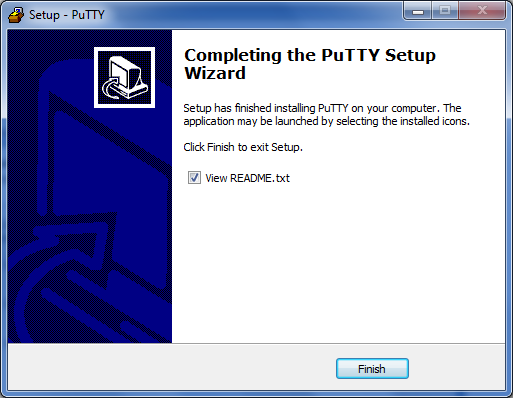 Setup - PuTTY
Completing the PuTTY Setup
Wizard
Setup has finished installing PuTTY on your computer. The
application may be launched by selecting the installed icons.
Click Finish to exit Setup.
View README.txt
Finish